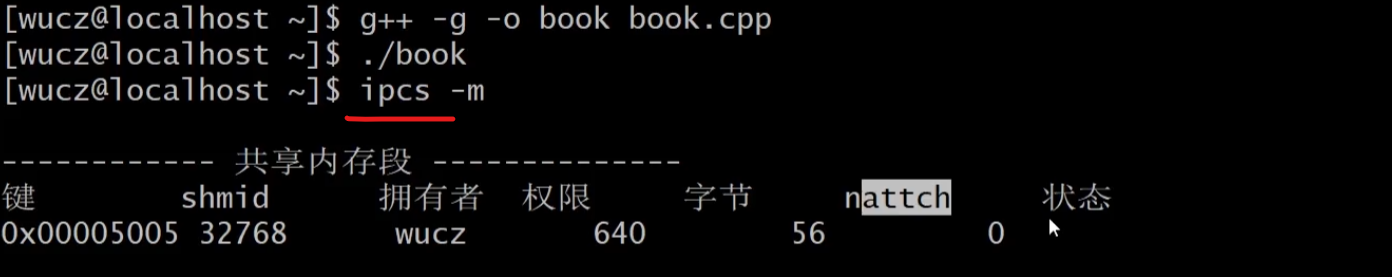 [wucz@localhost ~]$ g++ -g -o book book.cpp
[wucz@localhost ~]$ ./book
[wucz@localhost ~]$ ipcs -m
------------ 共享内存段 --------------
键 shmid 拥有者 权限 字节 nattch 状态
0x00005005 32768 wucz 640 56 0